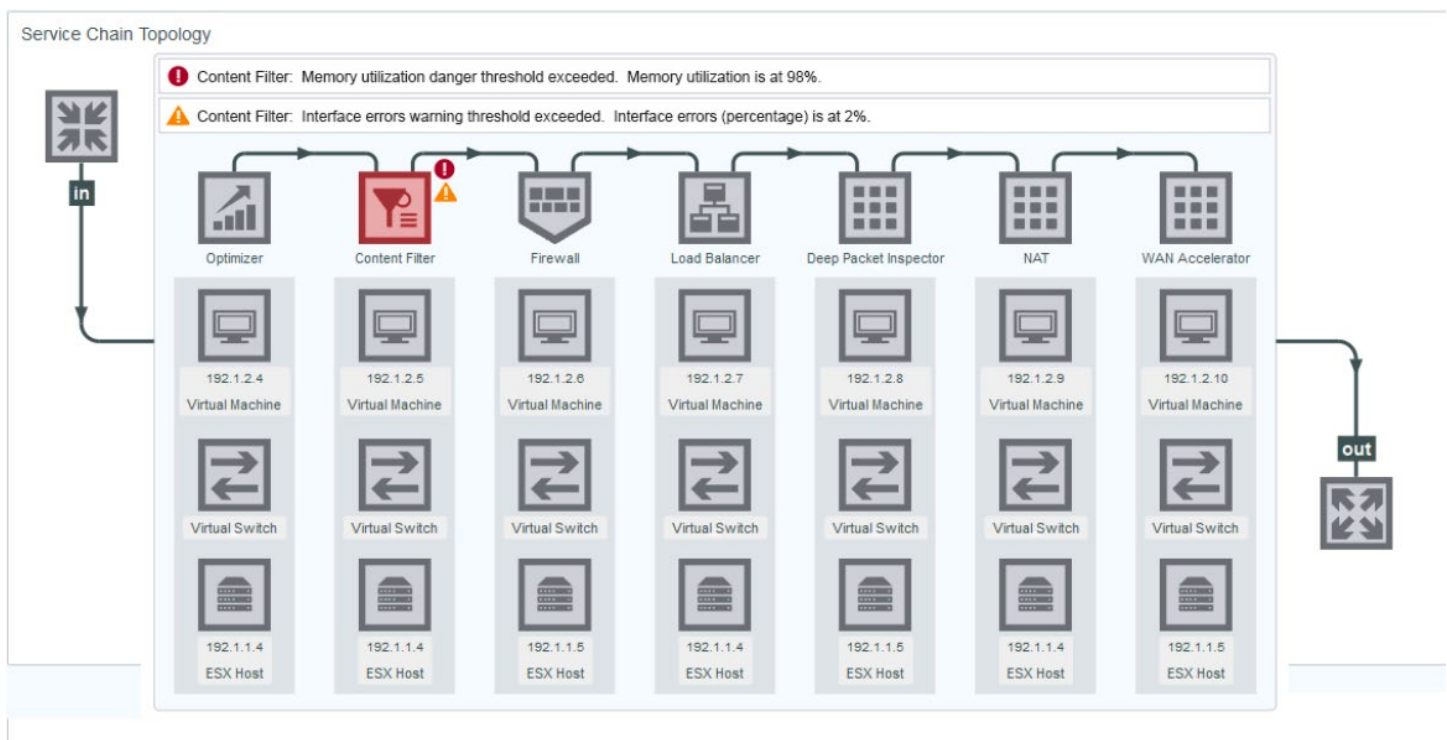 Service Chain Topology
Content Filter: Memory utilization danger threshold exceeded. Memory utilization is at 98%.
Content Filter: Interface errors warning threshold exceeded. Interface errors (percentage) is at 2%.
in
Optimizer Content Filter Firewall Load Balancer Deep Packet Inspector NAT WAN Accelerator
192.1.2.4 192.1.2.5 192.1.2.6 192.1.2.7 192.1.2.8 192.1.2.9 192.1.2.10
Virtual Machine Virtual Machine Virtual Machine Virtual Machine Virtual Machine Virtual Machine Virtual Machine
out
Virtual Switch Virtual Switch Virtual Switch Virtual Switch Virtual Switch Virtual Switch Virtual Switch
192.1.1.4 192.1.1.4 192.1.1.5 192.1.1.4 192.1.1.5 192.1.1.4 192.1.1.5
ESX Host ESX Host ESX Host ESX Host ESX Host ESX Host ESX Host